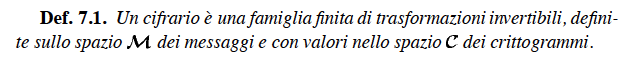 Def. 7.1. Un cifrario è una famiglia finita di trasformazioni invertibili, defini-
te sullo spazio 𝓜 dei messaggi e con valori nello spazio 𝓒 dei crittogrammi.